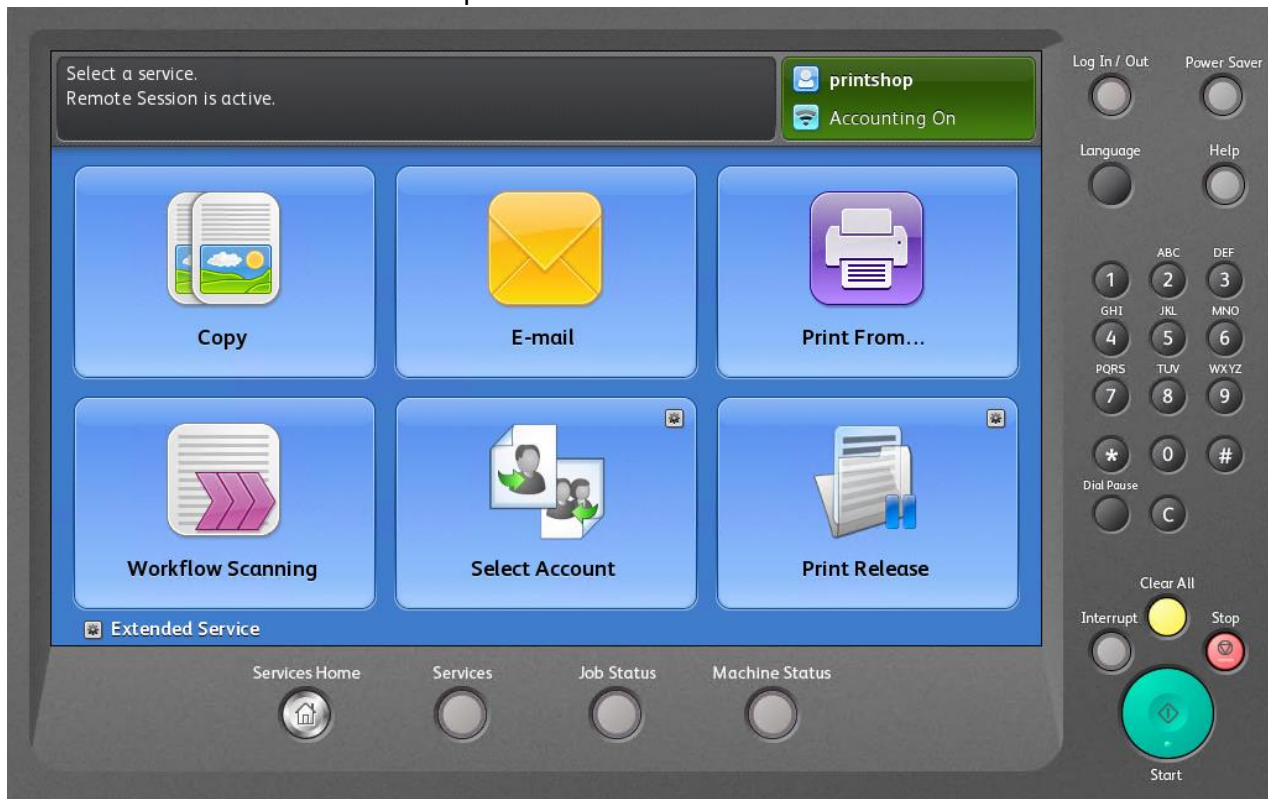 Select a service.
Remote Session is active.
printshop
Accounting On
Copy
E-mail
Print From...
Workflow Scanning
Select Account
Print Release
Extended Service
Services Home
Services
Job Status
Machine Status
Log In / Out
Power Saver
Language
Help
ABC DEF
1 2 3
GHI JKL MNO
4 5 6
PQRS TUV WXYZ
7 8 9
* 0 #
Dial Pause
C
Clear All
Interrupt
Stop
Start